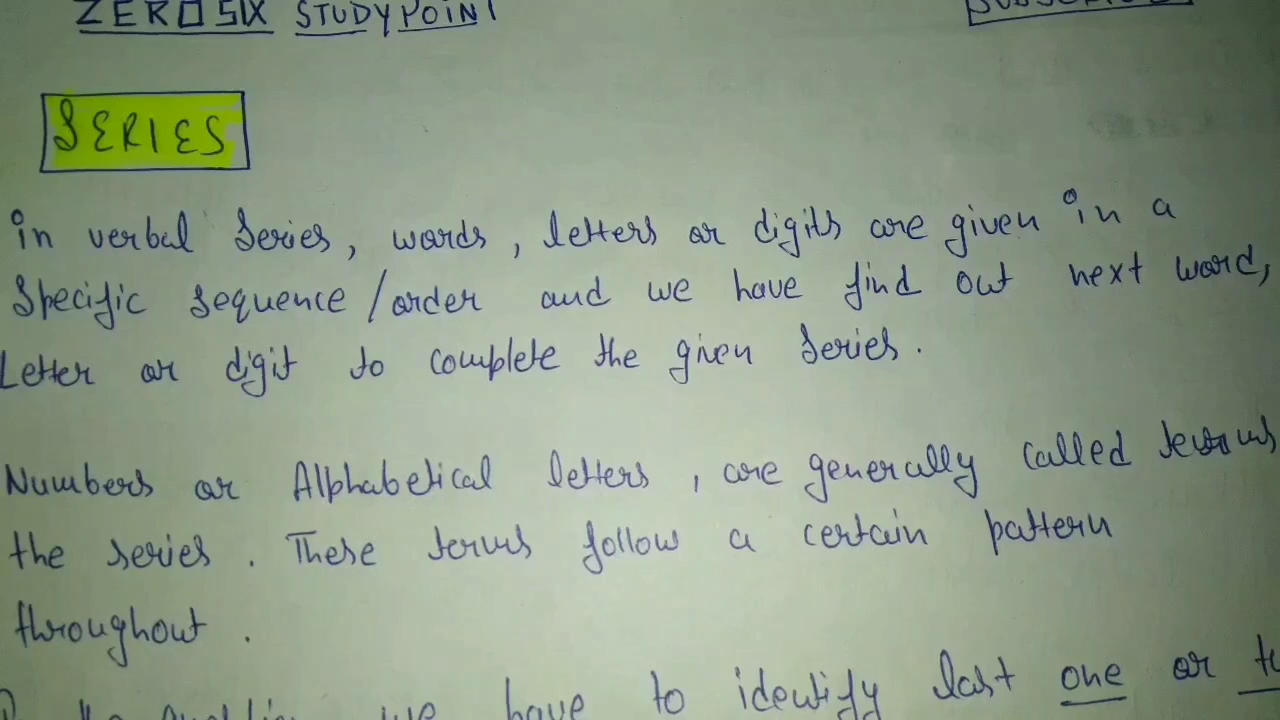 ZERO SIX STUDY POINT
SERIES
in verbal series, words, letters or digits are given in a
specific sequence/order and we have find out next word,
Letter or digit to complete the given series.
Numbers or Alphabetical letters, are generally called terms
the series. These terms follow a certain pattern
throughout.
we have to identify last one or